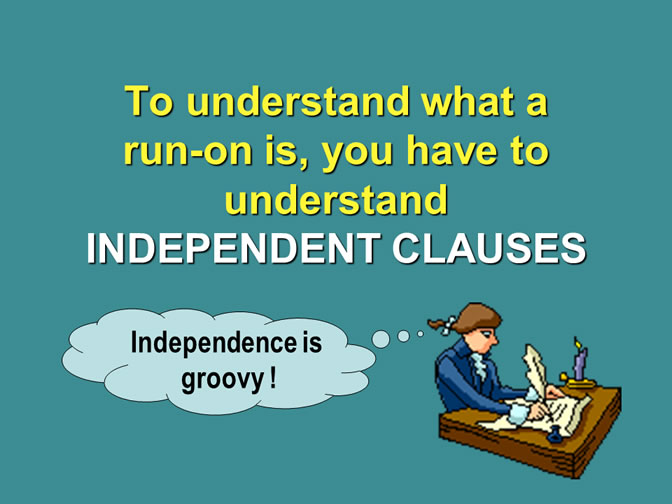 To understand what a
run-on is, you have to
understand
INDEPENDENT CLAUSES
Independence is
groovy !